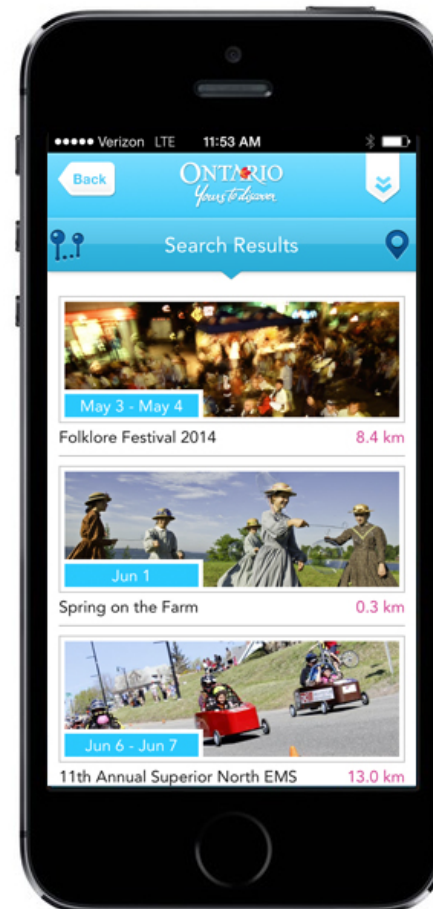 Verizon LTE 11:53 AM
Back
ONTARIO
Yours to discover
Search Results
May 3 - May 4
Folklore Festival 2014 8.4 km
Jun 1
Spring on the Farm 0.3 km
Jun 6 - Jun 7
11th Annual Superior North EMS 13.0 km